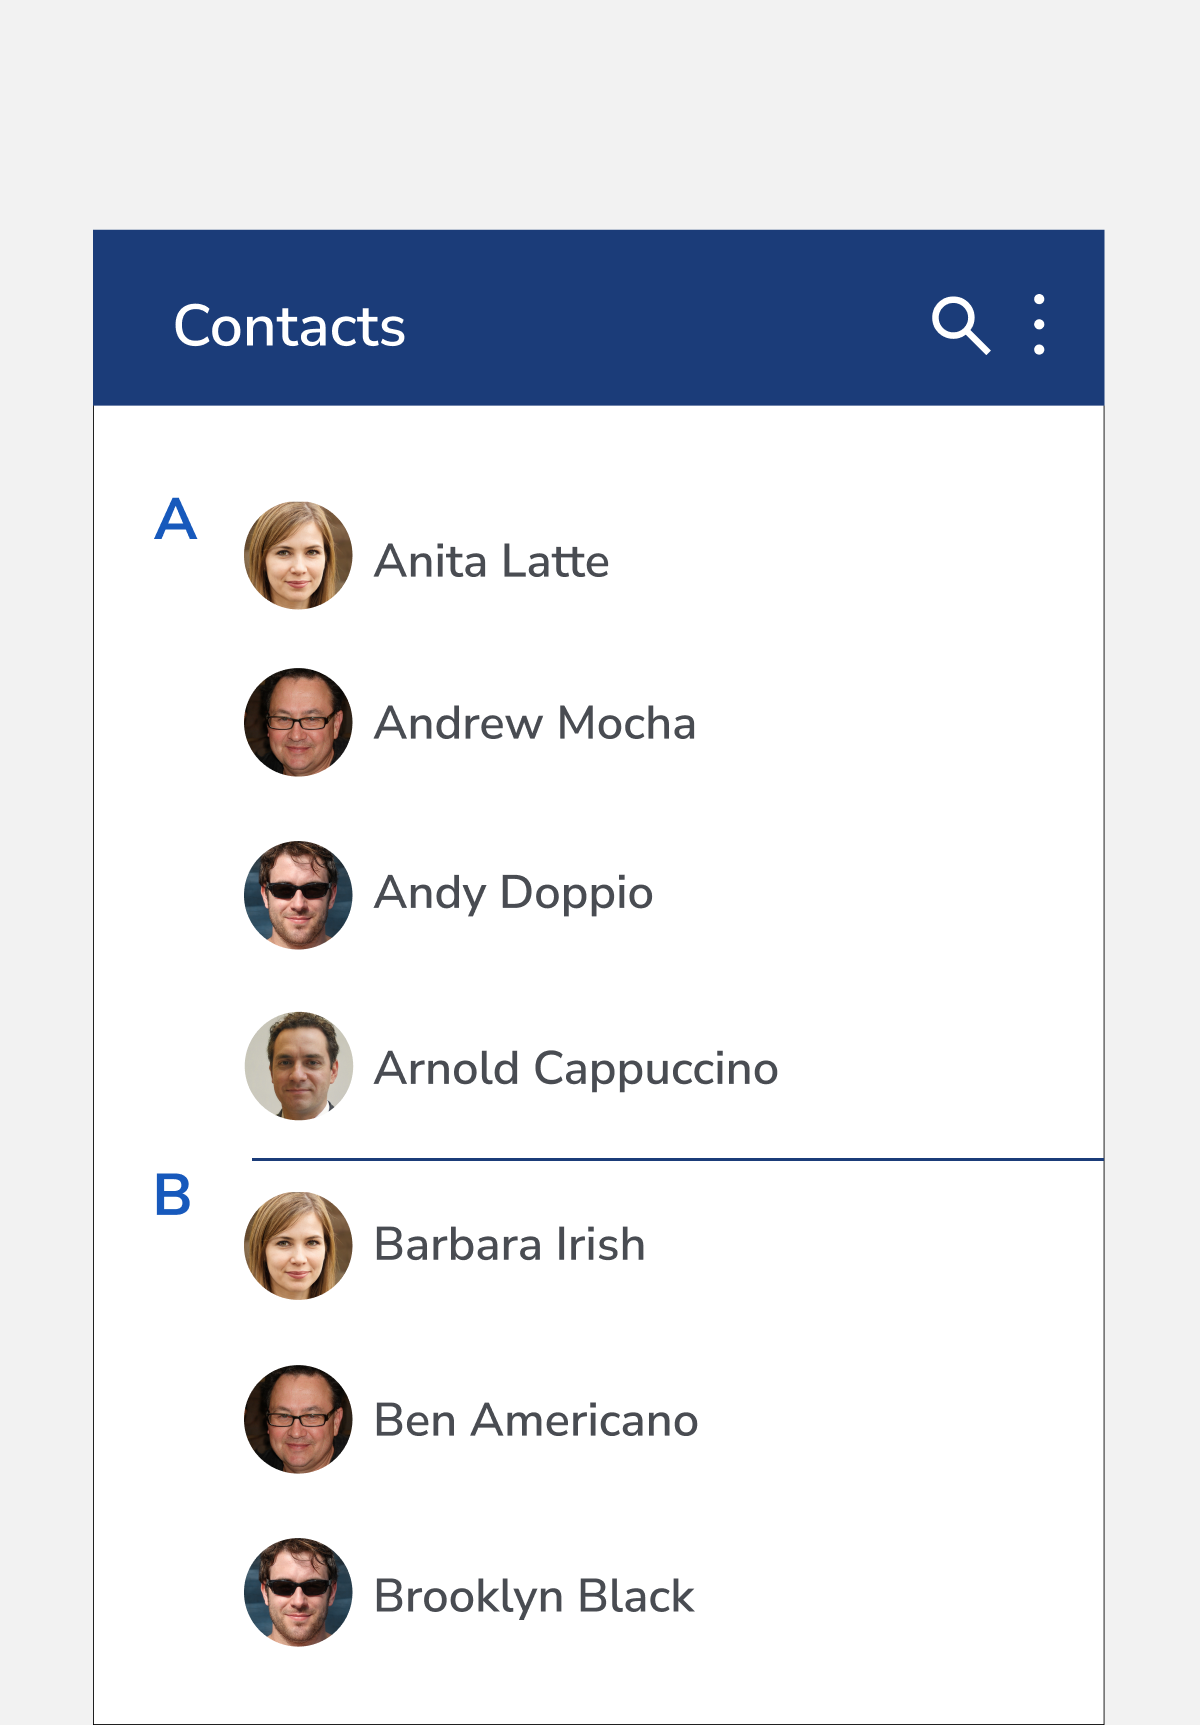 Contacts
A
Anita Latte
Andrew Mocha
Andy Doppio
Arnold Cappuccino
B
Barbara Irish
Ben Americano
Brooklyn Black